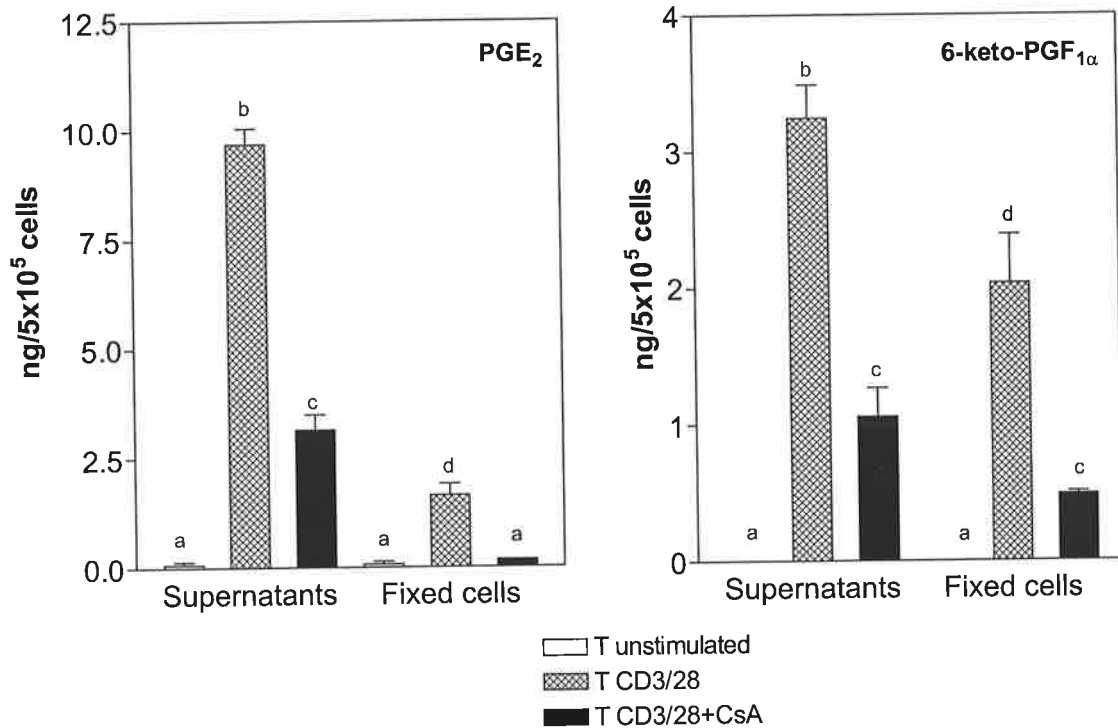 PGE₂
12.5
10.0
7.5
5.0
2.5
0.0
ng/5x10⁵ cells
a
b
c
a
d
a
Supernatants Fixed cells
6-keto-PGF₁α
4
3
2
1
0
ng/5x10⁵ cells
a
b
c
a
d
c
Supernatants Fixed cells
T unstimulated
T CD3/28
T CD3/28+CsA